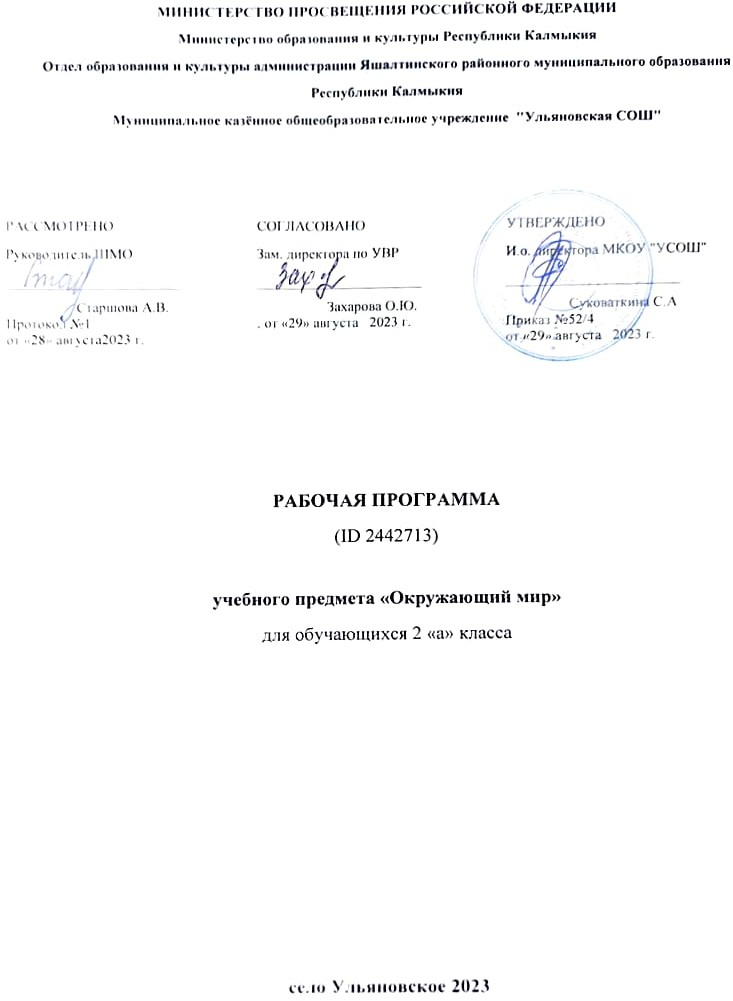 МИНИСТЕРСТВО ПРОСВЕЩЕНИЯ РОССИЙСКОЙ ФЕДЕРАЦИИ
Министерство образования и культуры Республики Калмыкия
Отдел образования и культуры администрации Яшалтинского районного муниципального образования
Республики Калмыкия
Муниципальное казённое общеобразовательное учреждение "Ульяновская СОШ"
РАССМОТРЕНО
Руководитель ШМО
Старшова А.В.
Протокол №1
от «28» августа2023 г.
СОГЛАСОВАНО
Зам. директора по УВР
Захарова О.Ю.
. от «29» августа 2023 г.
УТВЕРЖДЕНО
И.о. директора МКОУ "УСОШ"
Суковаткина С.А
Приказ №52/4
от «29» августа 2023 г.
РАБОЧАЯ ПРОГРАММА
(ID 2442713)
учебного предмета «Окружающий мир»
для обучающихся 2 «а» класса
село Ульяновское 2023